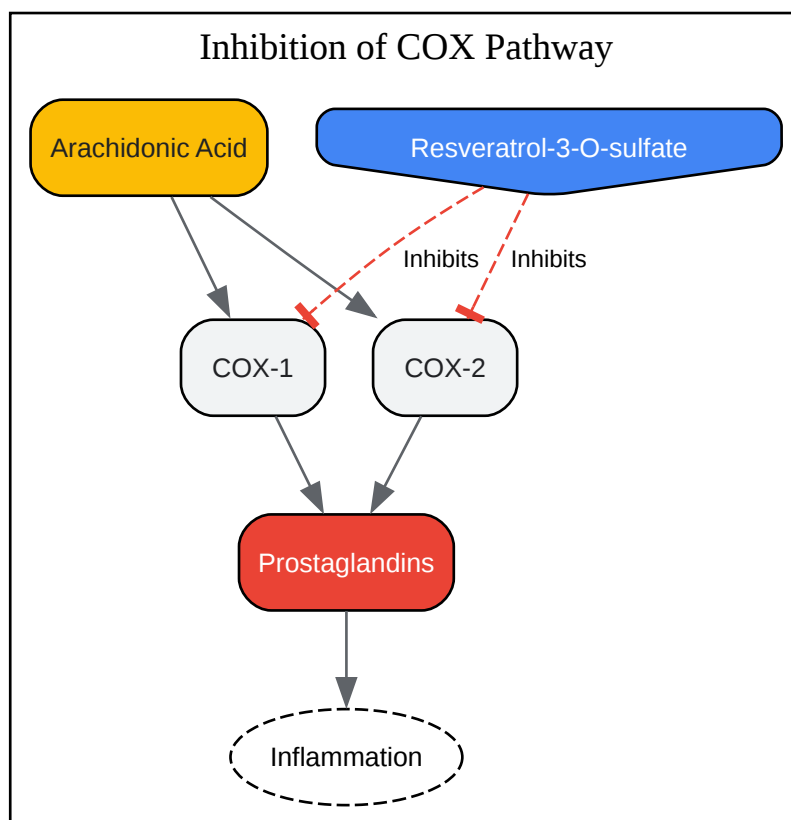 Inhibition of COX Pathway
Arachidonic Acid
Resveratrol-3-O-sulfate
Inhibits
Inhibits
COX-1
COX-2
Prostaglandins
Inflammation